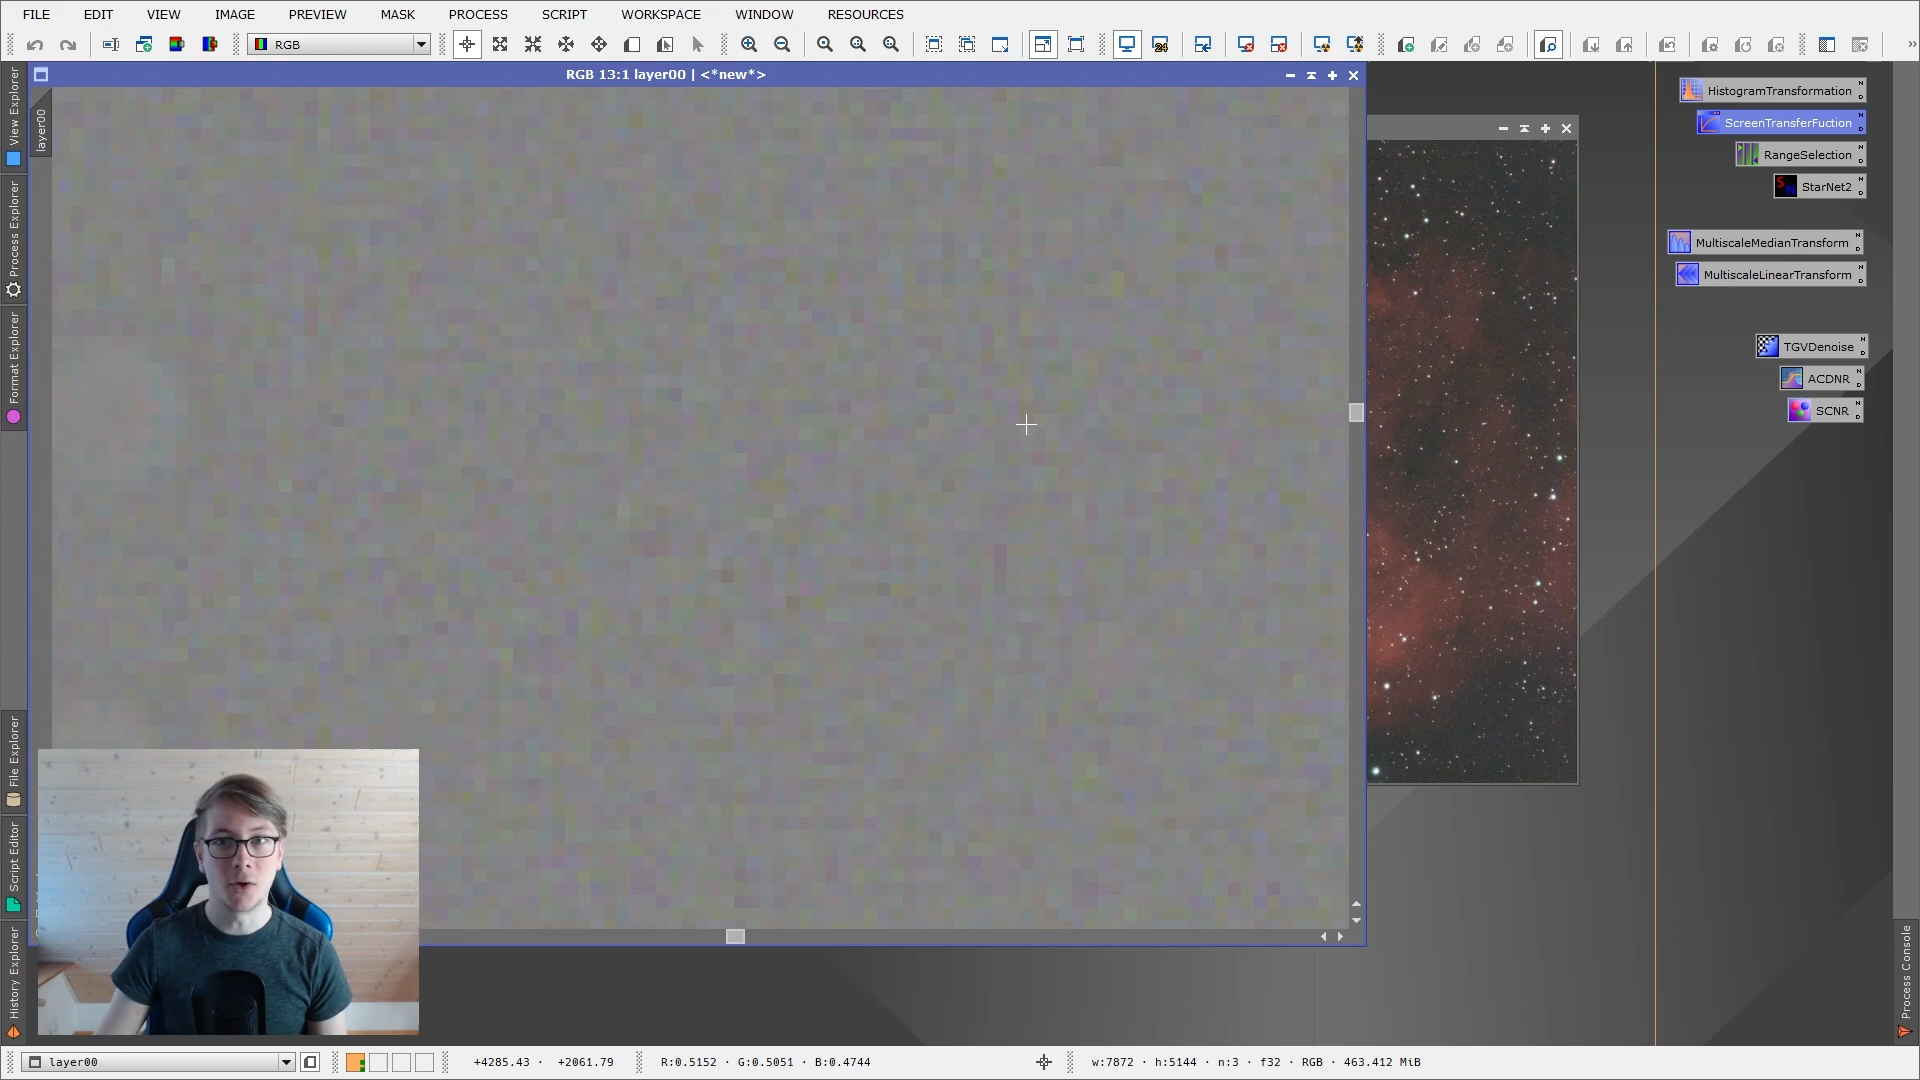 FILE EDIT VIEW IMAGE PREVIEW MASK PROCESS SCRIPT WORKSPACE WINDOW RESOURCES
RGB
24
RGB 13:1 layer00 | <*new*>
layer00
View Explorer
Process Explorer
Format Explorer
File Explorer
Script Editor
History Explorer
HistogramTransformation
ScreenTransferFuction
RangeSelection
StarNet2
MultiscaleMedianTransform
MultiscaleLinearTransform
TGVDenoise
ACDNR
SCNR
Process Console
layer00
+4285.43 · +2061.79
R:0.5152 · G:0.5051 · B:0.4744
w:7872 · h:5144 · n:3 · f32 · RGB · 463.412 MiB